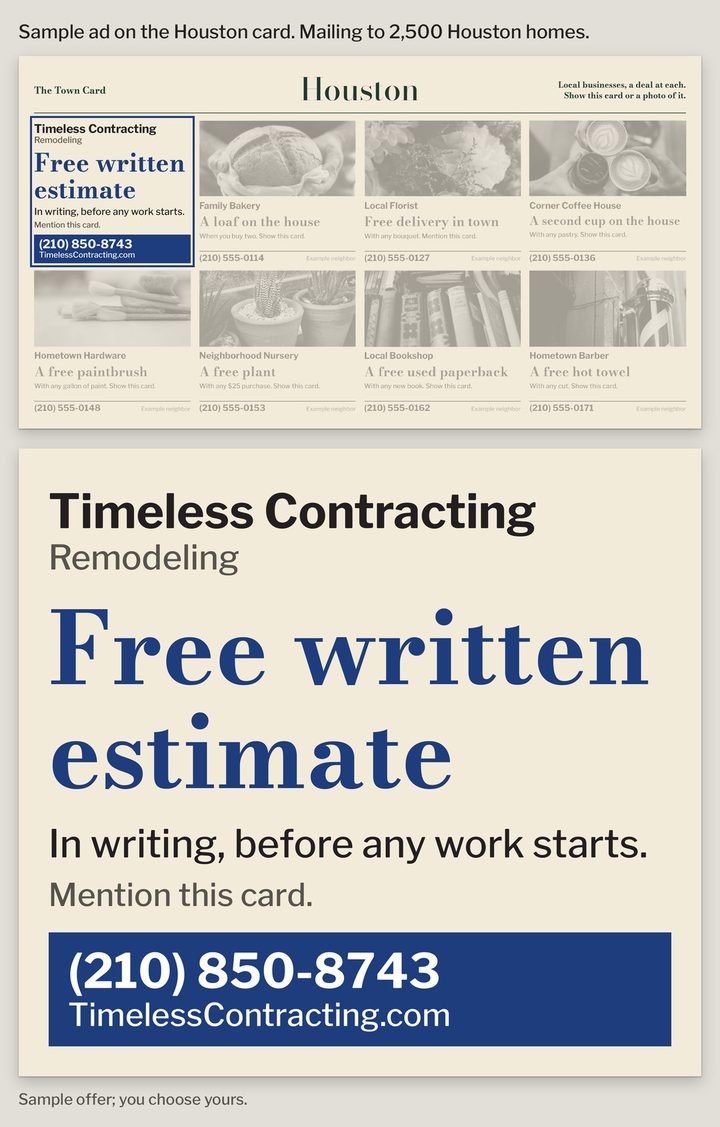 Sample ad on the Houston card. Mailing to 2,500 Houston homes.
The Town Card
Houston
Local businesses, a deal at each.
Show this card or a photo of it.
Timeless Contracting
Remodeling
Free written
estimate
In writing, before any work starts.
Mention this card.
(210) 850-8743
TimelessContracting.com
Family Bakery
A loaf on the house
When you buy two. Show this card.
(210) 555-0114
Example neighbor
Local Florist
Free delivery in town
With any bouquet. Mention this card.
(210) 555-0127
Example neighbor
Corner Coffee House
A second cup on the house
With any pastry. Show this card.
(210) 555-0136
Example neighbor
Hometown Hardware
A free paintbrush
With any gallon of paint. Show this card.
(210) 555-0148
Example neighbor
Neighborhood Nursery
A free plant
With any $25 purchase. Show this card.
(210) 555-0153
Example neighbor
Local Bookshop
A free used paperback
With any new book. Show this card.
(210) 555-0162
Example neighbor
Hometown Barber
A free hot towel
With any cut. Show this card.
(210) 555-0171
Example neighbor
Timeless Contracting
Remodeling
Free written
estimate
In writing, before any work starts.
Mention this card.
(210) 850-8743
TimelessContracting.com
Sample offer; you choose yours.